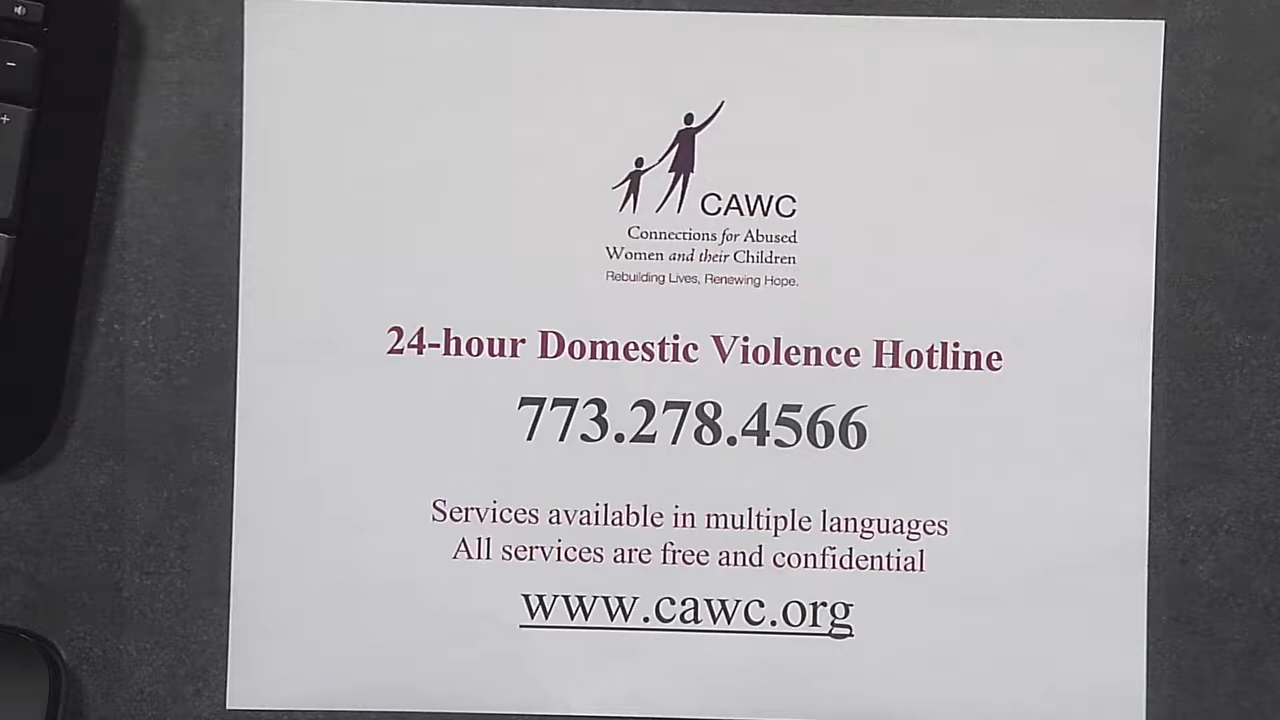 CAWC
Connections for Abused
Women and their Children
Rebuilding Lives, Renewing Hope.
24-hour Domestic Violence Hotline
773.278.4566
Services available in multiple languages
All services are free and confidential
www.cawc.org
−
+